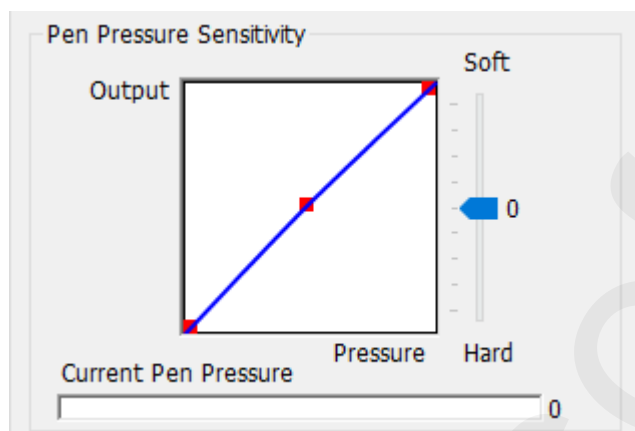 Pen Pressure Sensitivity
Soft
Output
0
Pressure
Hard
Current Pen Pressure
0